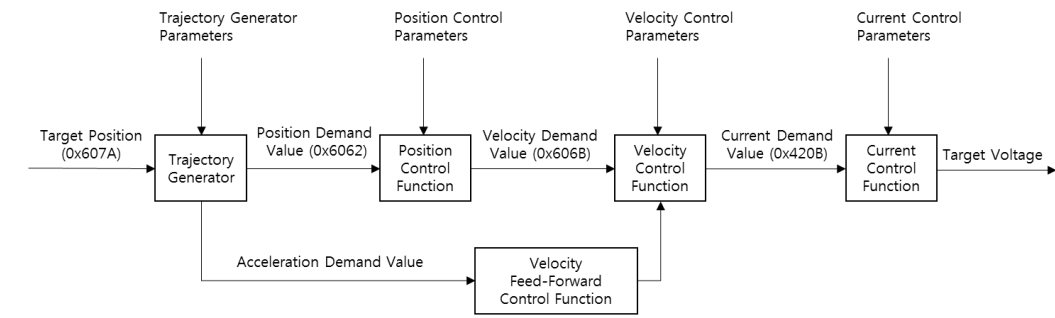 Trajectory Generator
Parameters
Position Control
Parameters
Velocity Control
Parameters
Current Control
Parameters
Target Position
(0x607A)
Trajectory
Generator
Position Demand
Value (0x6062)
Position
Control
Function
Velocity Demand
Value (0x606B)
Velocity
Control
Function
Current Demand
Value (0x420B)
Current
Control
Function
Target Voltage
Acceleration Demand Value
Velocity
Feed-Forward
Control Function